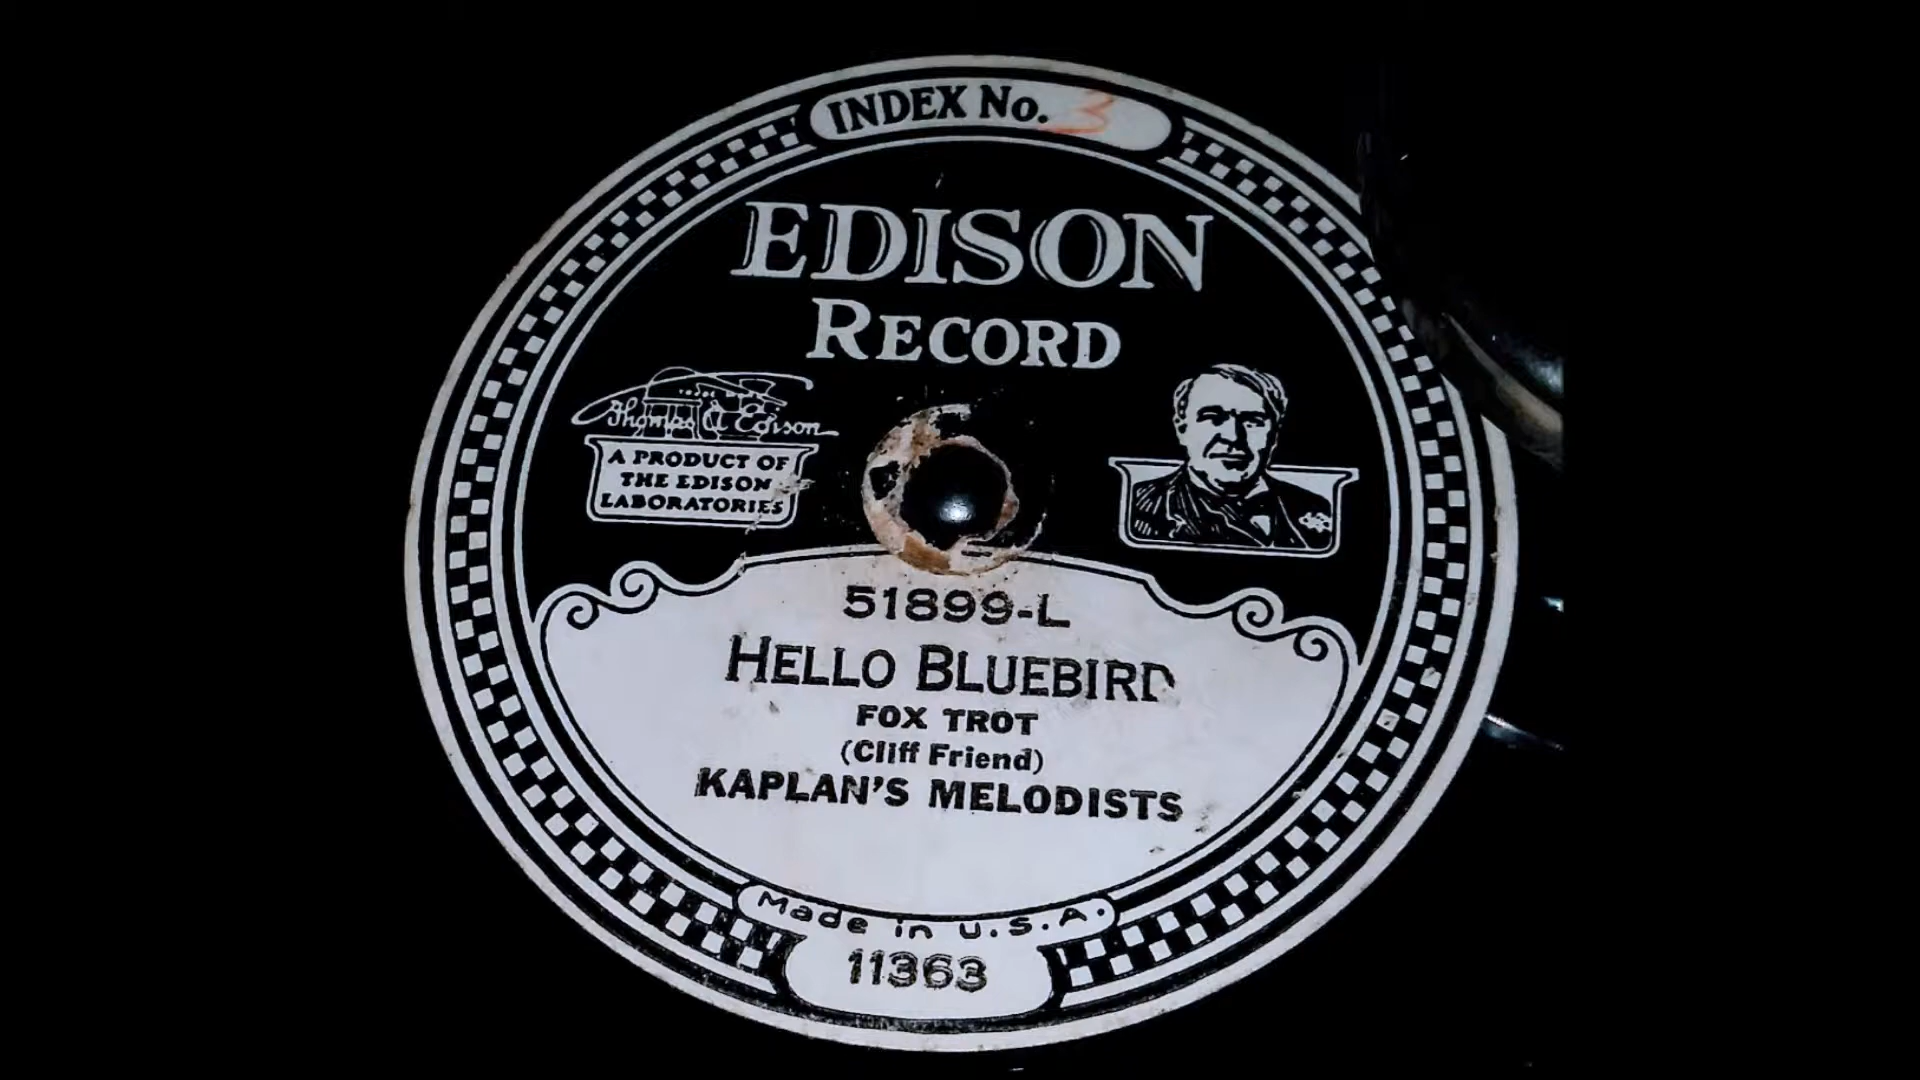 INDEX No. 3
EDISON
RECORD
Thomas A Edison
A PRODUCT OF
THE EDISON
LABORATORIES
51899-L
HELLO BLUEBIRD
FOX TROT
(Cliff Friend)
KAPLAN'S MELODISTS
Made in U.S.A.
11363